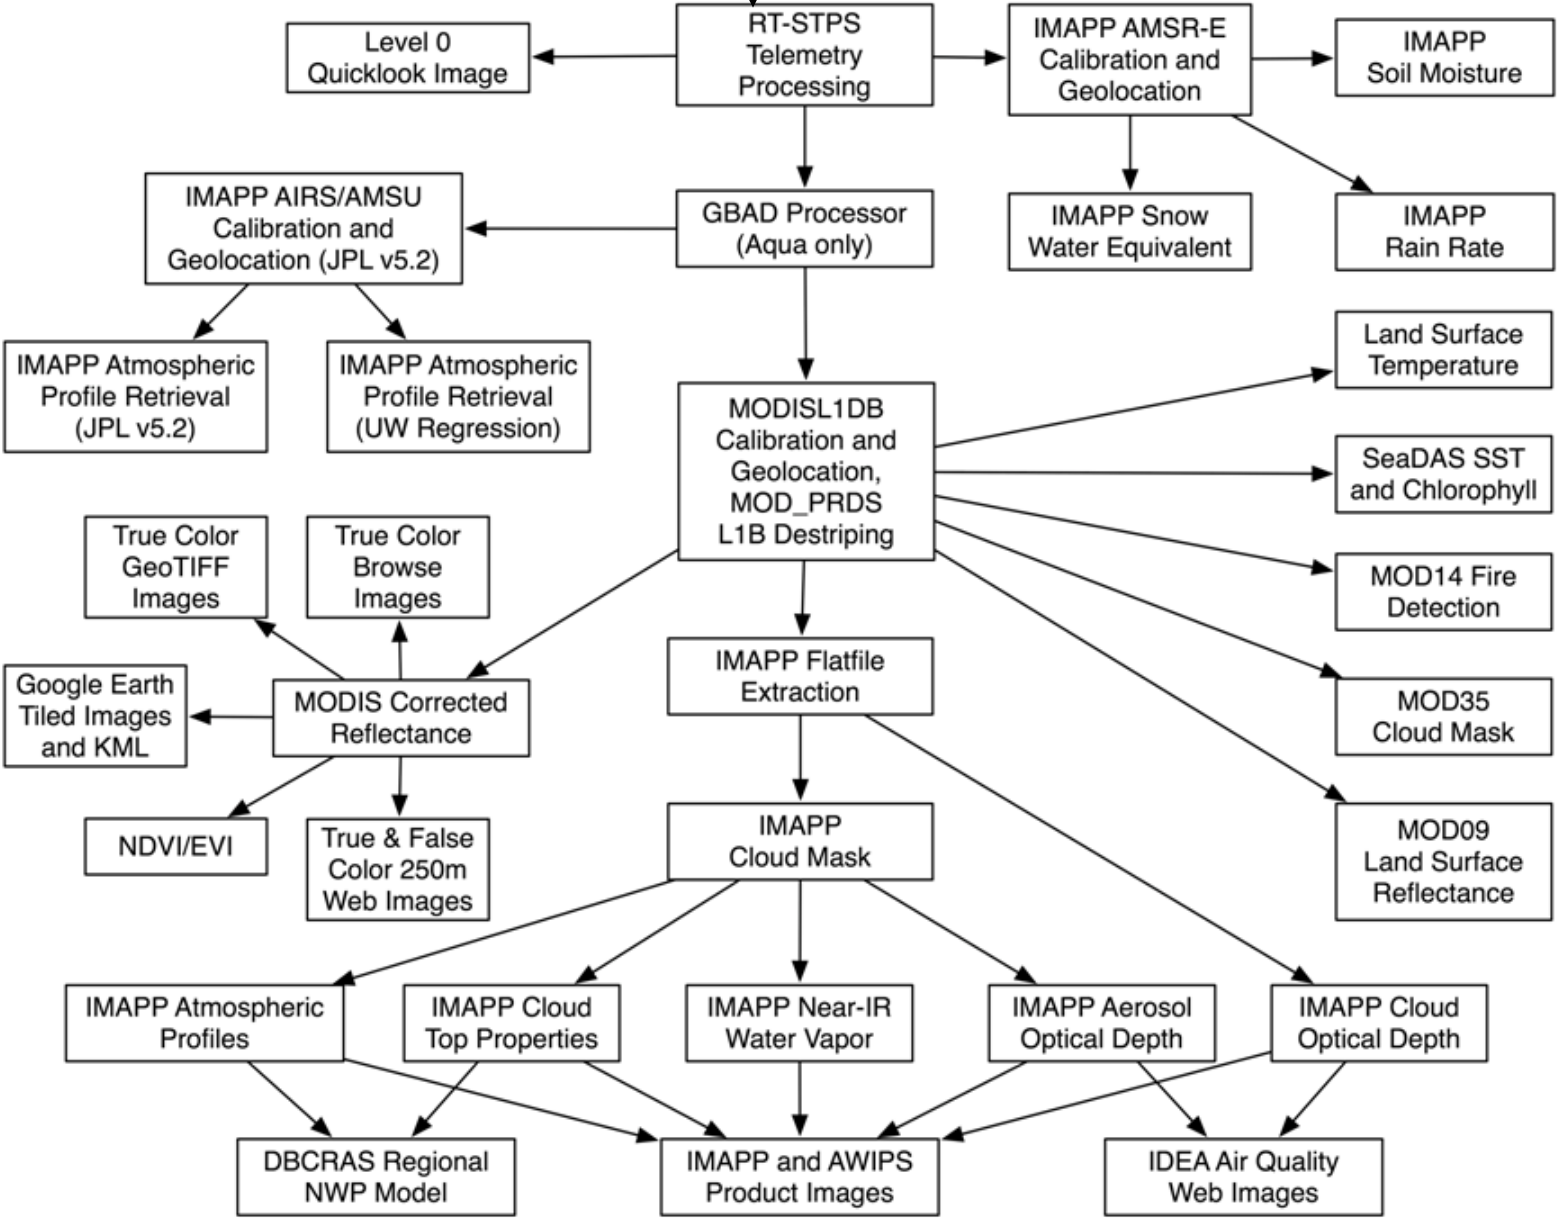 RT-STPS
Telemetry
Processing
Level 0
Quicklook Image
IMAPP AMSR-E
Calibration and
Geolocation
IMAPP
Soil Moisture
IMAPP AIRS/AMSU
Calibration and
Geolocation (JPL v5.2)
GBAD Processor
(Aqua only)
IMAPP Snow
Water Equivalent
IMAPP
Rain Rate
IMAPP Atmospheric
Profile Retrieval
(JPL v5.2)
IMAPP Atmospheric
Profile Retrieval
(UW Regression)
MODISL1DB
Calibration and
Geolocation,
MOD_PRDS
L1B Destriping
Land Surface
Temperature
SeaDAS SST
and Chlorophyll
MOD14 Fire
Detection
MOD35
Cloud Mask
MOD09
Land Surface
Reflectance
True Color
GeoTIFF
Images
True Color
Browse
Images
Google Earth
Tiled Images
and KML
MODIS Corrected
Reflectance
NDVI/EVI
True & False
Color 250m
Web Images
IMAPP Flatfile
Extraction
IMAPP
Cloud Mask
IMAPP Atmospheric
Profiles
IMAPP Cloud
Top Properties
IMAPP Near-IR
Water Vapor
IMAPP Aerosol
Optical Depth
IMAPP Cloud
Optical Depth
DBCRAS Regional
NWP Model
IMAPP and AWIPS
Product Images
IDEA Air Quality
Web Images